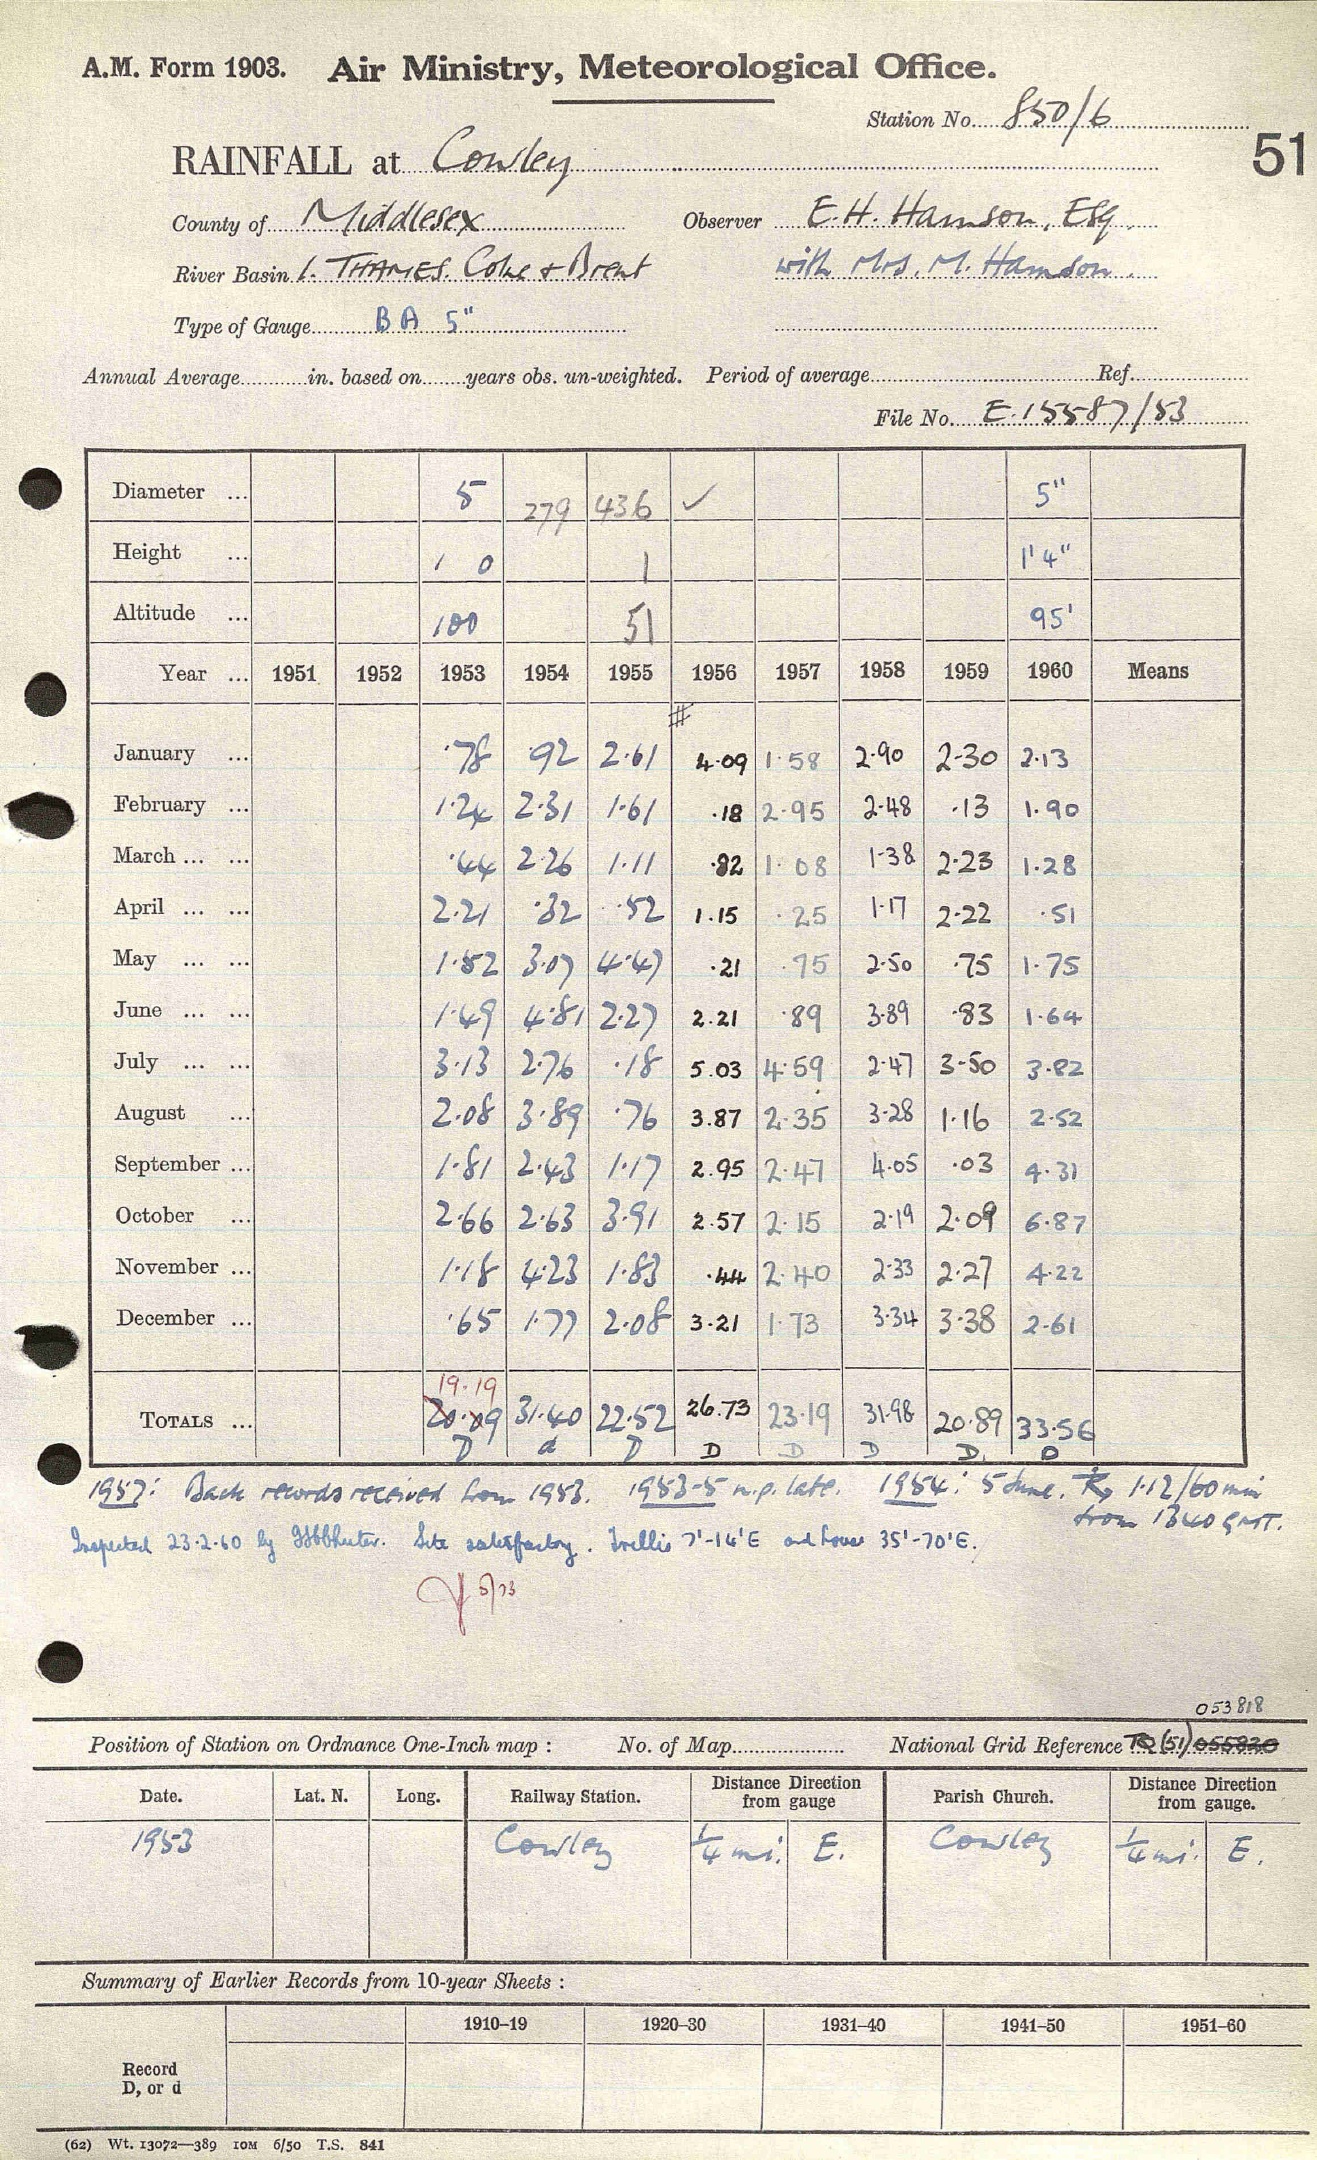 A.M. Form 1903. Air Ministry, Meteorological Office.
Station No. 850/6
51
RAINFALL at Cowley
County of Middlesex Observer E.H. Hamson, Esq.
River Basin 1. THAMES. Colne + Brent with Mrs. M. Hamson.
Type of Gauge BA 5"
Annual Average in. based on years obs. un-weighted. Period of average Ref.
File No. E.15587/53
Diameter ... 5 279 436 ✓ 5"
Height ... 1 0 1 1'4"
Altitude ... 100 51 95'
Year ... 1951 1952 1953 1954 1955 1956 1957 1958 1959 1960 Means
#
January ... ·78 ·92 2·61 4·09 1·58 2·90 2·30 2·13
February ... 1·24 2·31 1·61 ·18 2·95 2·48 ·13 1·90
March ... ... ·44 2·26 1·11 ·32 1·08 1·38 2·23 1·28
April ... ... 2·21 ·32 ·52 1·15 ·25 1·17 2·22 ·51
May ... ... 1·52 3·07 4·47 ·21 ·75 2·50 ·75 1·75
June ... ... 1·49 4·81 2·27 2·21 ·89 3·89 ·83 1·64
July ... ... 3·13 2·76 ·18 5·03 4·59 2·47 3·50 3·82
August ... 2·08 3·89 ·76 3·87 2·35 3·28 1·16 2·52
September ... 1·81 2·43 1·17 2·95 2·47 4·05 ·03 4·31
October ... 2·66 2·63 3·91 2·57 2·15 2·19 2·09 6·87
November ... 1·18 4·23 1·83 ·44 2·40 2·33 2·27 4·22
December ... ·65 1·77 2·08 3·21 1·73 3·34 3·38 2·61
19·19
TOTALS ... 20·09 31·40 22·52 26·73 23·19 31·98 20·89 33·56
D d D D D D D. D
1957: Back records received from 1953. 1953-5 n.p. late. 1954: 5 June. 1·12/60 min
from 1340 GMT.
Inspected 23·2·60 by Site satisfactory. Trellis 7'-14'E and house 35'-70'E.
5/73
053818
Position of Station on Ordnance One-Inch map : No. of Map National Grid Reference TQ(51) 055820
Date. Lat. N. Long. Railway Station. Distance Direction from gauge Parish Church. Distance Direction from gauge.
1953 Cowley 1/4 mi. E. Cowley 1/4 mi. E.
Summary of Earlier Records from 10-year Sheets :
1910–19 1920–30 1931–40 1941–50 1951–60
Record
D, or d
(62) Wt. 13072—389 10M 6/50 T.S. 841